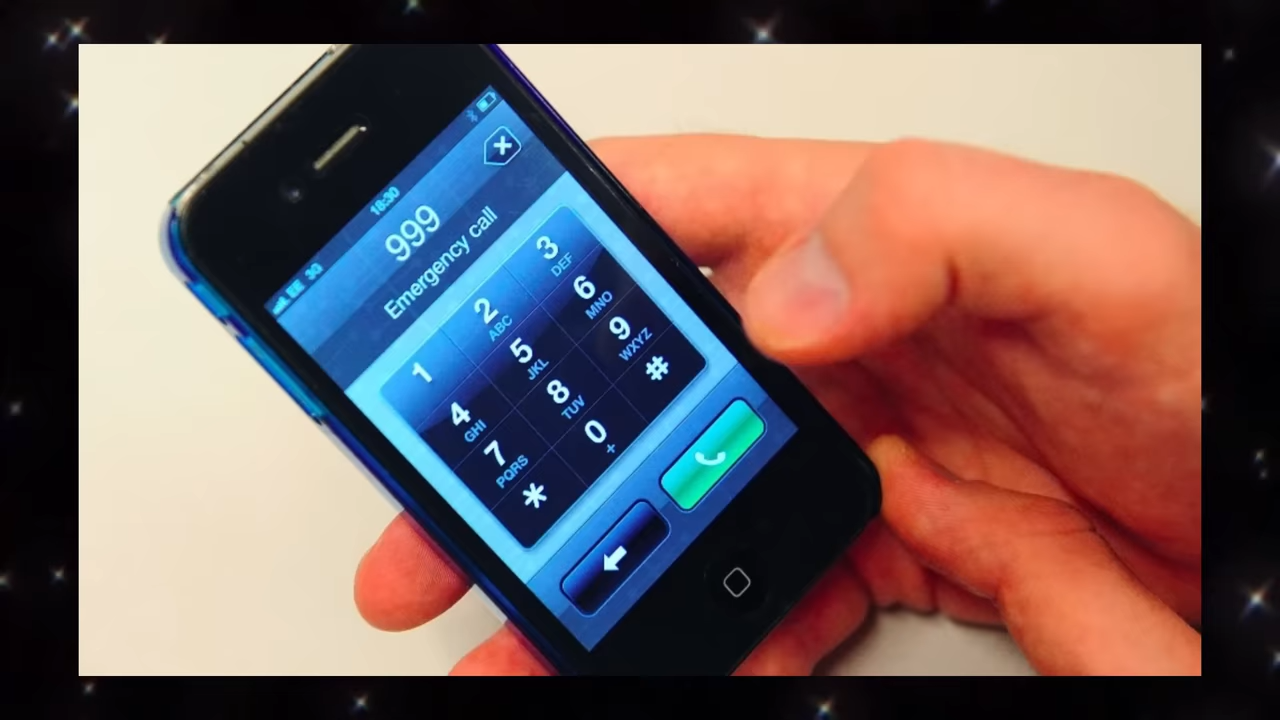 EE 3G 18:30
999
Emergency call
1 2 ABC 3 DEF
4 GHI 5 JKL 6 MNO
7 PQRS 8 TUV 9 WXYZ
* 0 + #